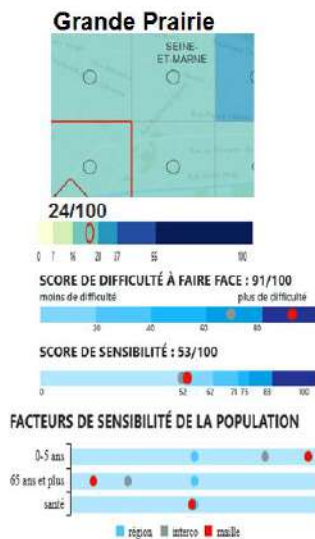 Grande Prairie
SEINE-
ET-MARNE
24/100
0 7 16 28 37 55 100
SCORE DE DIFFICULTÉ À FAIRE FACE : 91/100
moins de difficulté plus de difficulté
20 40 60 80
SCORE DE SENSIBILITÉ : 53/100
0 52 62 71 75 83 100
FACTEURS DE SENSIBILITÉ DE LA POPULATION
0-5 ans
65 ans et plus
santé
région interco maille